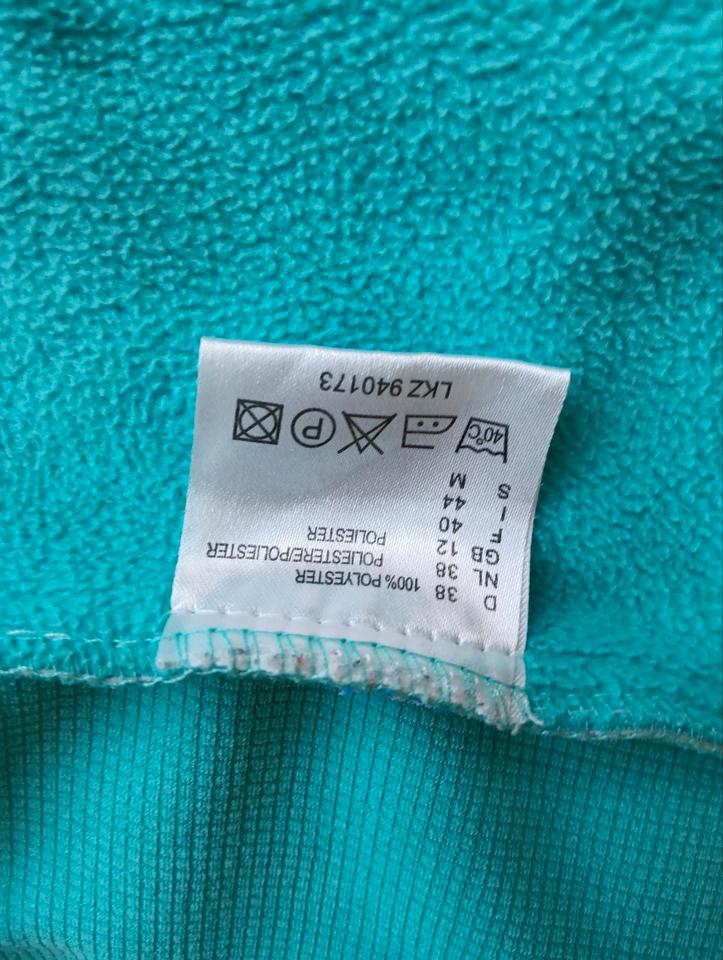 D 38 100% POLYESTER
NL 38 POLIESTERE/POLIESTER
GB 12 POLIESTER
F 40
I 44
S M
40°C P
LKZ 940173